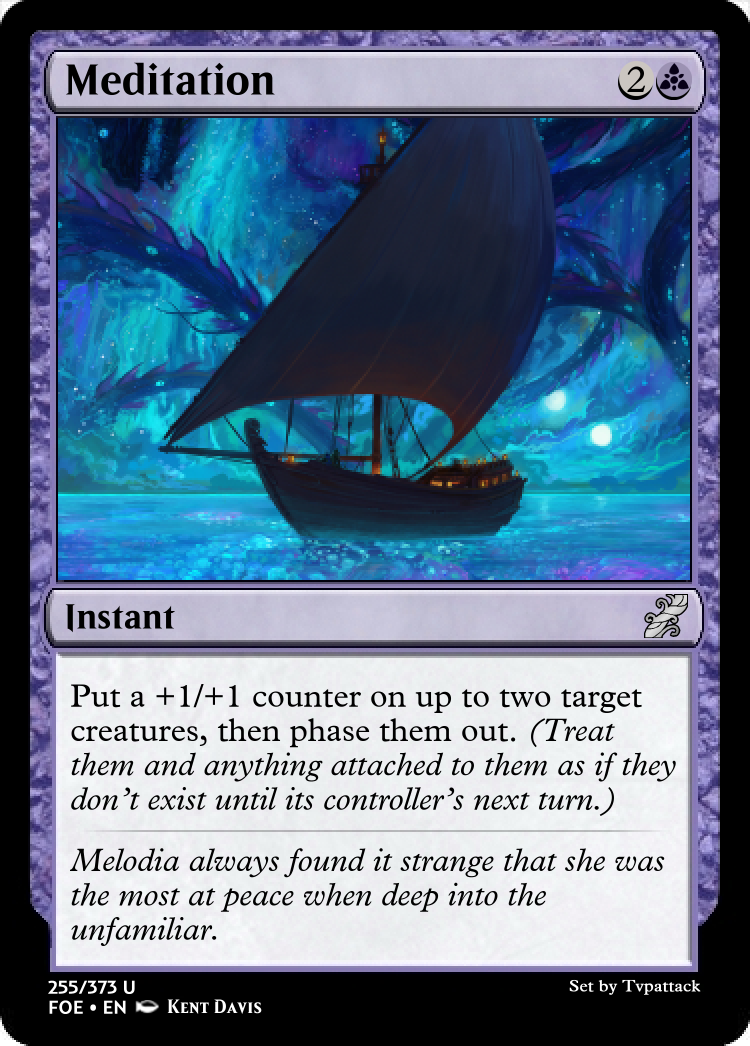 Meditation 2
Instant
Put a +1/+1 counter on up to two target
creatures, then phase them out. (Treat
them and anything attached to them as if they
don't exist until its controller's next turn.)
Melodia always found it strange that she was
the most at peace when deep into the
unfamiliar.
255/373 U
Set by Tvpattack
FOE • EN Kent Davis